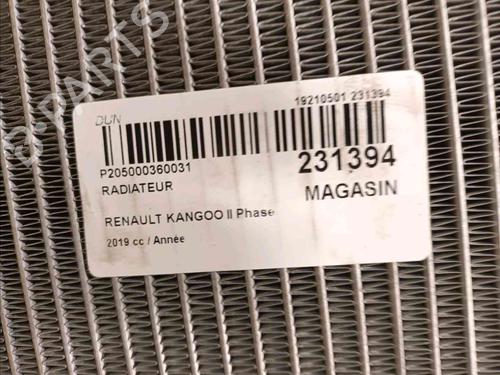 DUN
19210501 231394
P205000360031
231394
RADIATEUR
MAGASIN
RENAULT KANGOO II Phase
2019 cc / Année
B-PARTS